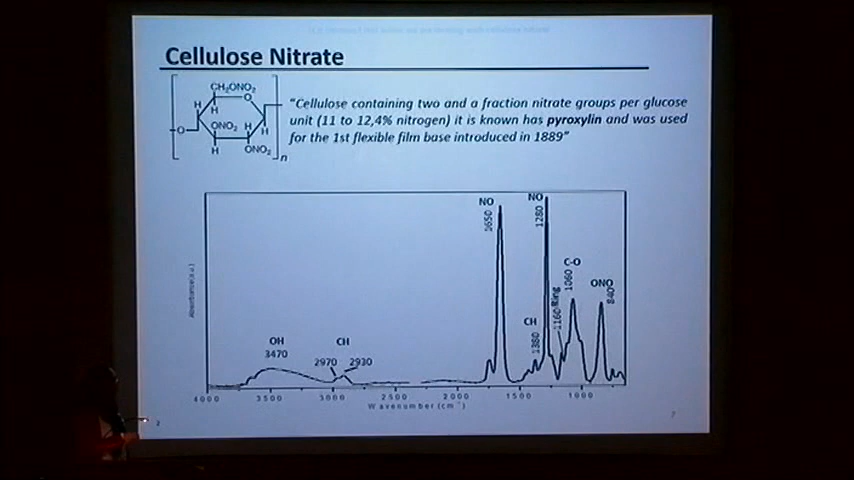 Cellulose Nitrate
CH₂ONO₂
O
H
H
ONO₂
H
O
H
H
ONO₂
n
"Cellulose containing two and a fraction nitrate groups per glucose
unit (11 to 12,4% nitrogen) it is known has pyroxylin and was used
for the 1st flexible film base introduced in 1889"
NO
1650
NO
1280
C-O
1060
ONO
840
Ring
1160
CH
1380
OH
3470
CH
2970
2930
Absorbance(a.u.)
4000
3500
3000
2500
2000
1500
1000
Wavenumber (cm⁻¹)
2
7